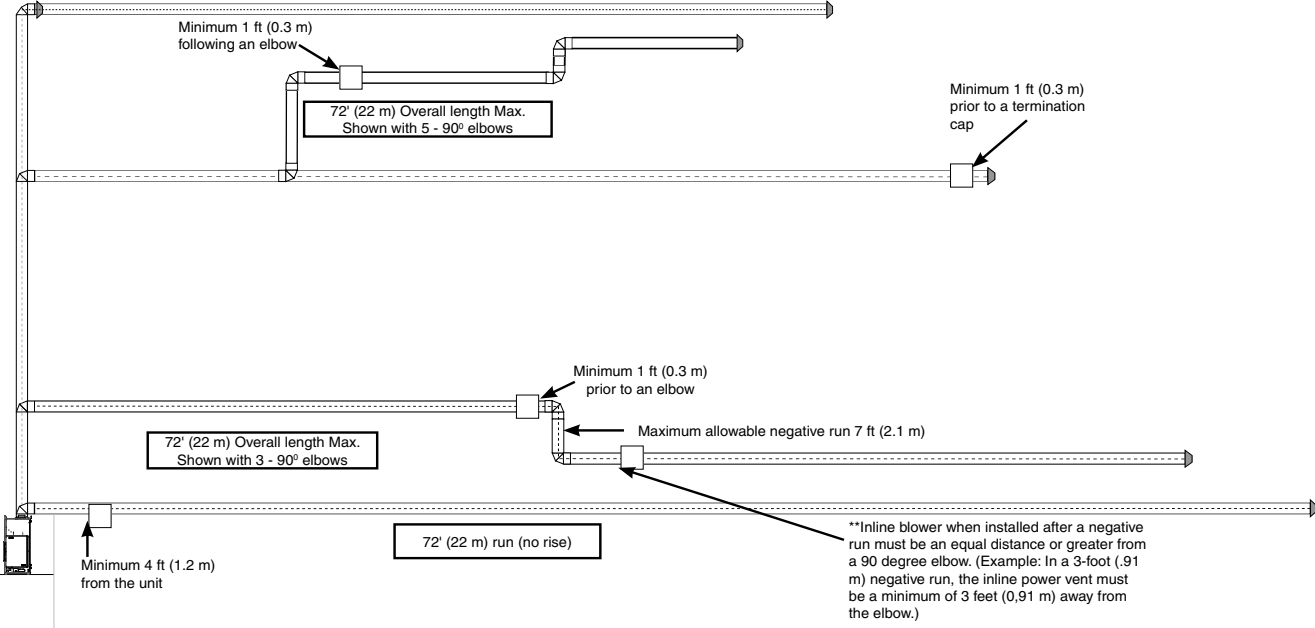 Minimum 1 ft (0.3 m)
following an elbow
72' (22 m) Overall length Max.
Shown with 5 - 90⁰ elbows
Minimum 1 ft (0.3 m)
prior to a termination
cap
Minimum 1 ft (0.3 m)
prior to an elbow
Maximum allowable negative run 7 ft (2.1 m)
72' (22 m) Overall length Max.
Shown with 3 - 90⁰ elbows
72' (22 m) run (no rise)
Minimum 4 ft (1.2 m)
from the unit
**Inline blower when installed after a negative
run must be an equal distance or greater from
a 90 degree elbow. (Example: In a 3-foot (.91
m) negative run, the inline power vent must
be a minimum of 3 feet (0,91 m) away from
the elbow.)